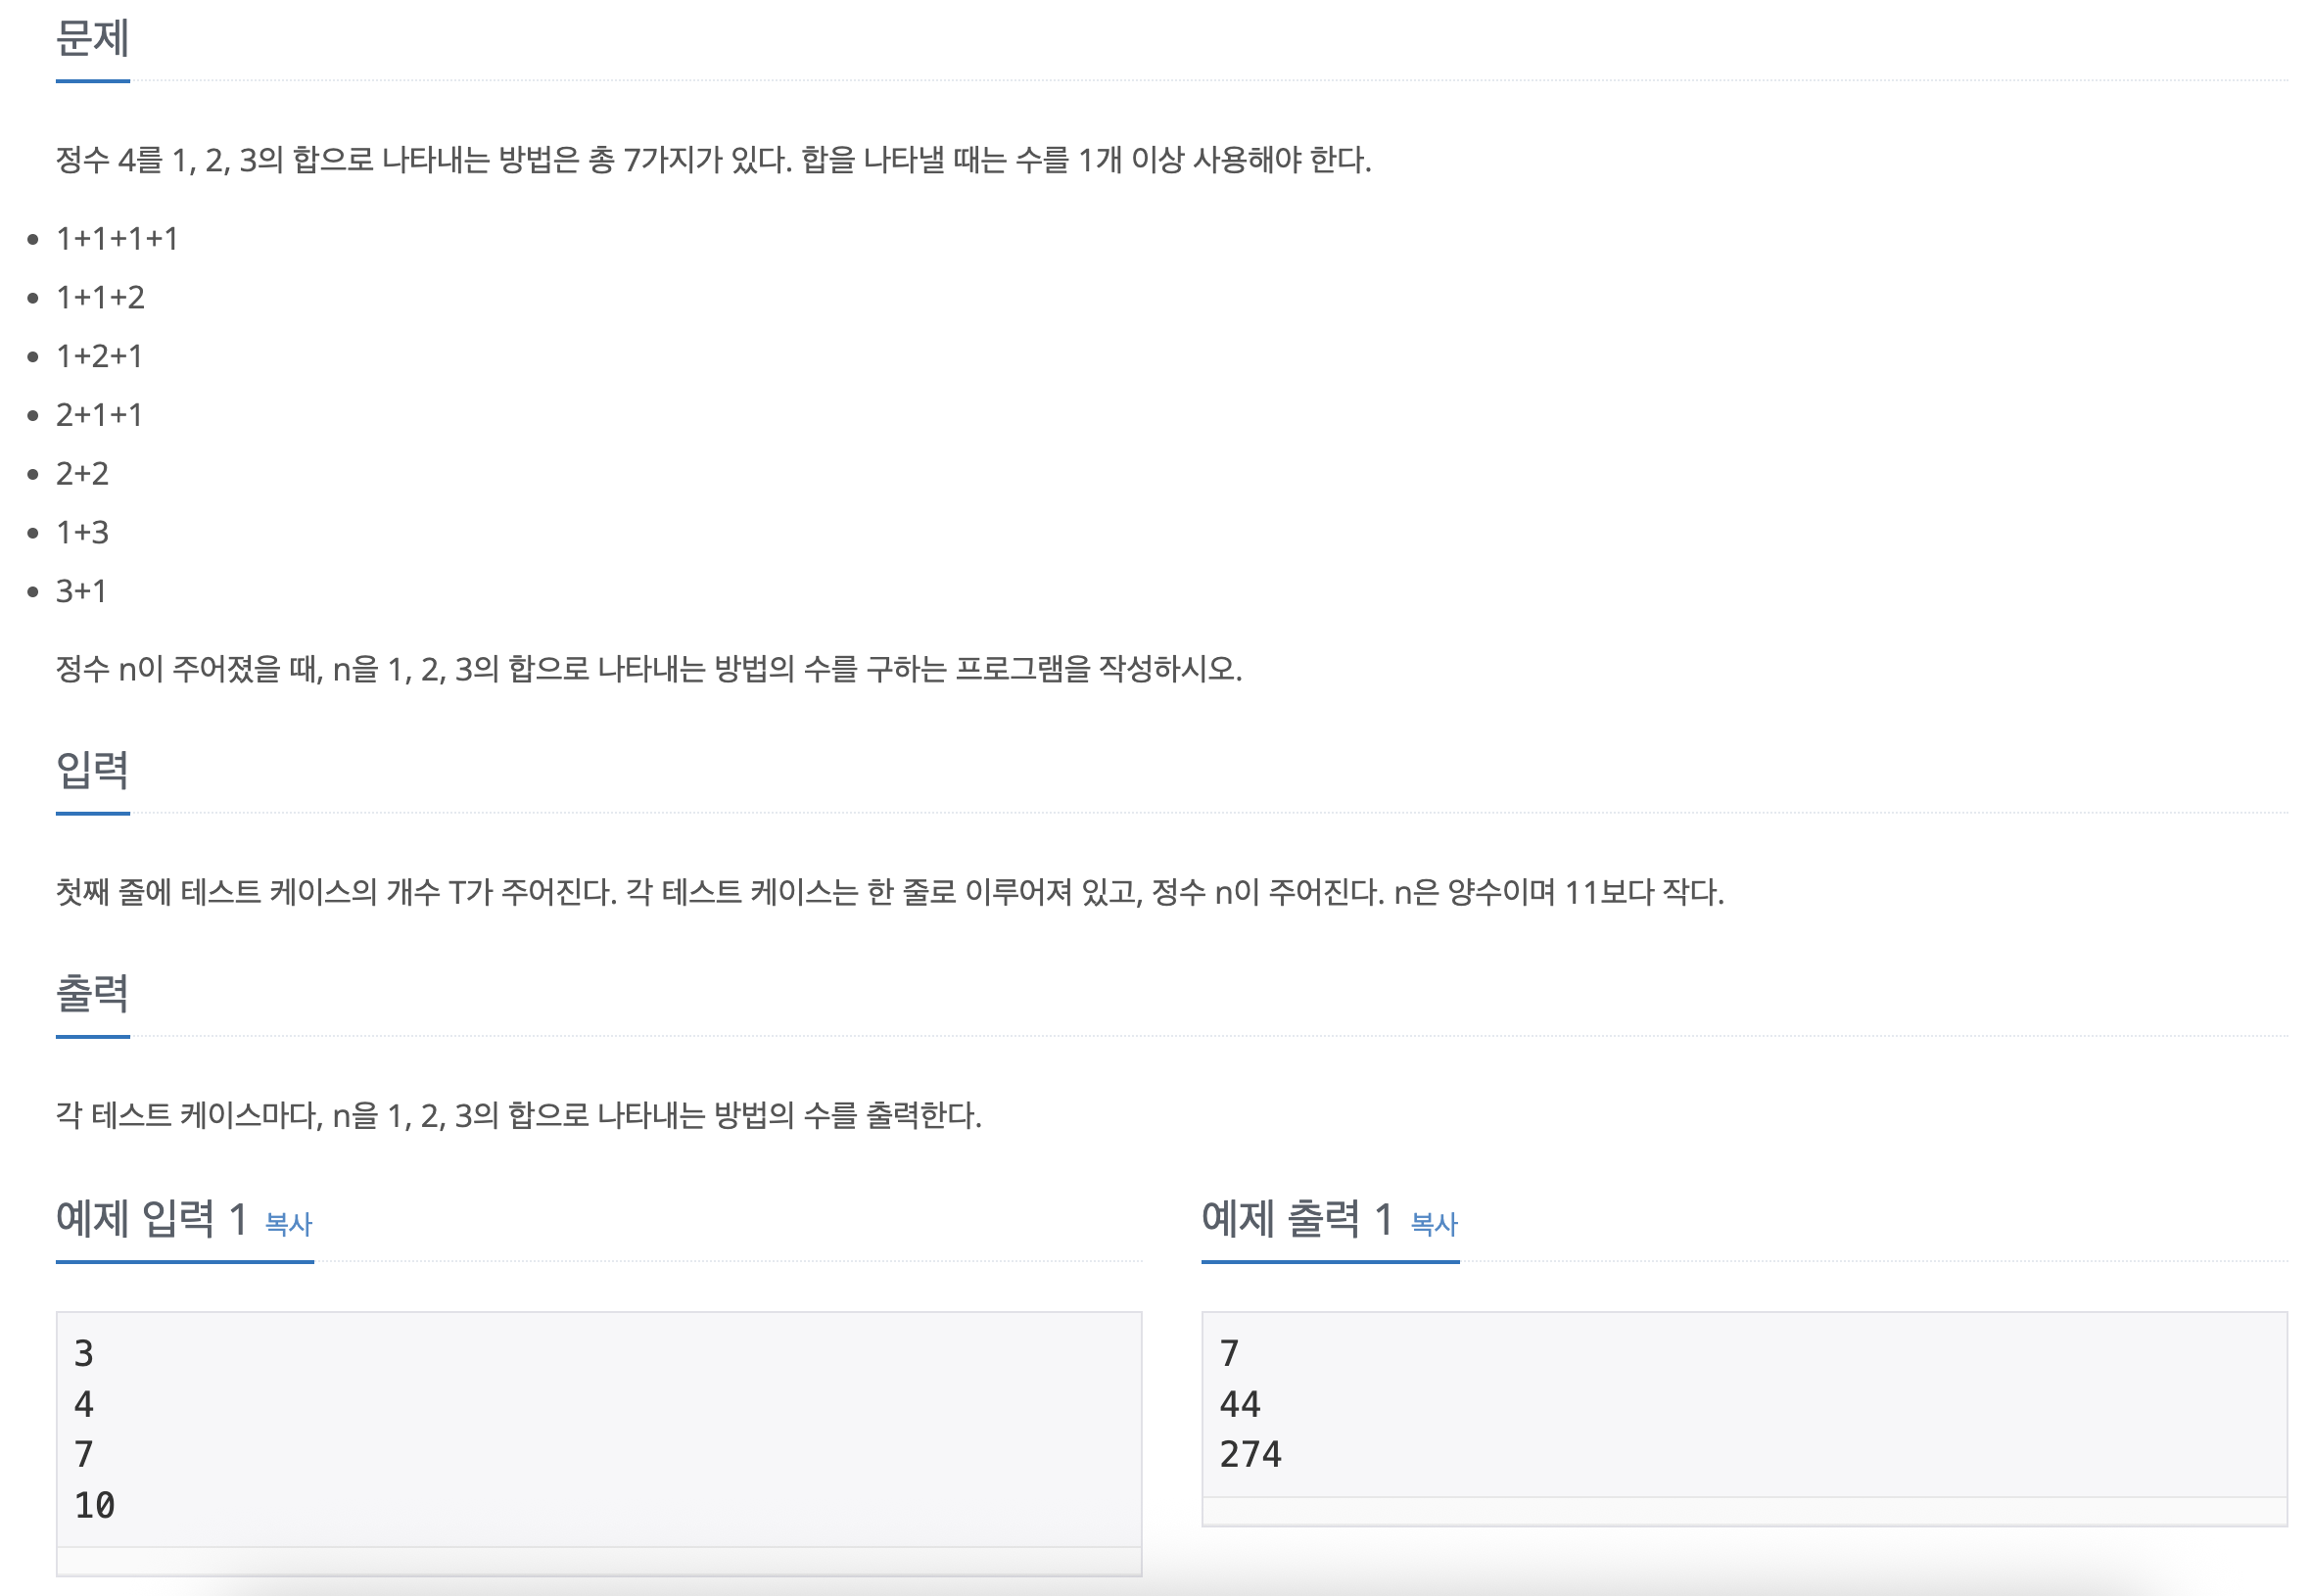 문제
정수 4를 1, 2, 3의 합으로 나타내는 방법은 총 7가지가 있다. 합을 나타낼 때는 수를 1개 이상 사용해야 한다.
1+1+1+1
1+1+2
1+2+1
2+1+1
2+2
1+3
3+1
정수 n이 주어졌을 때, n을 1, 2, 3의 합으로 나타내는 방법의 수를 구하는 프로그램을 작성하시오.
입력
첫째 줄에 테스트 케이스의 개수 T가 주어진다. 각 테스트 케이스는 한 줄로 이루어져 있고, 정수 n이 주어진다. n은 양수이며 11보다 작다.
출력
각 테스트 케이스마다, n을 1, 2, 3의 합으로 나타내는 방법의 수를 출력한다.
예제 입력 1 복사
3
4
7
10
예제 출력 1 복사
7
44
274